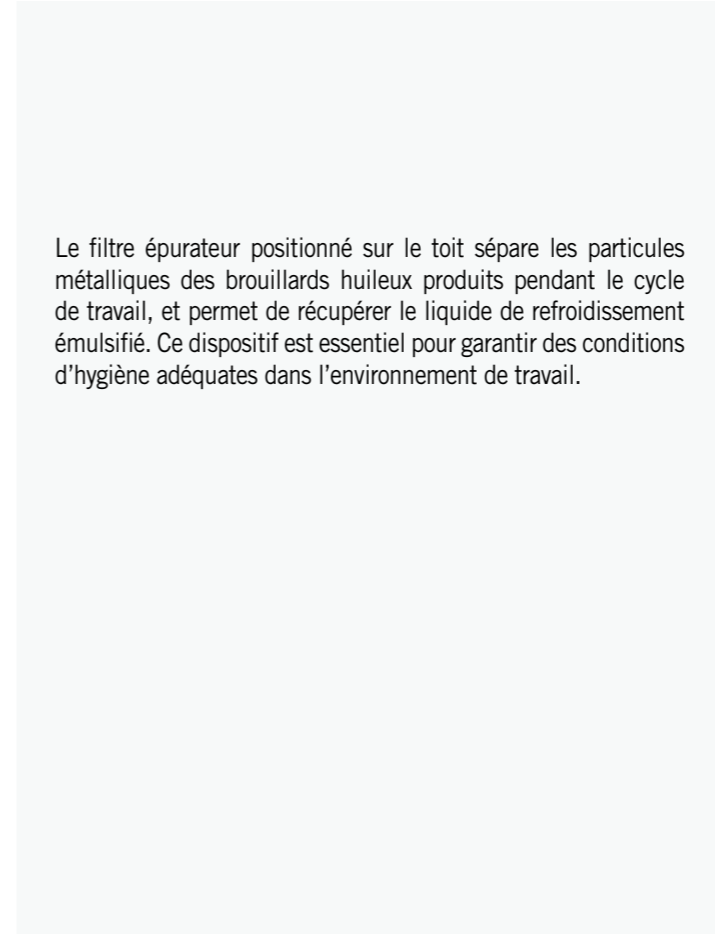 Le filtre épurateur positionné sur le toit sépare les particules
métalliques des brouillards huileux produits pendant le cycle
de travail, et permet de récupérer le liquide de refroidissement
émulsifié. Ce dispositif est essentiel pour garantir des conditions
d’hygiène adéquates dans l’environnement de travail.